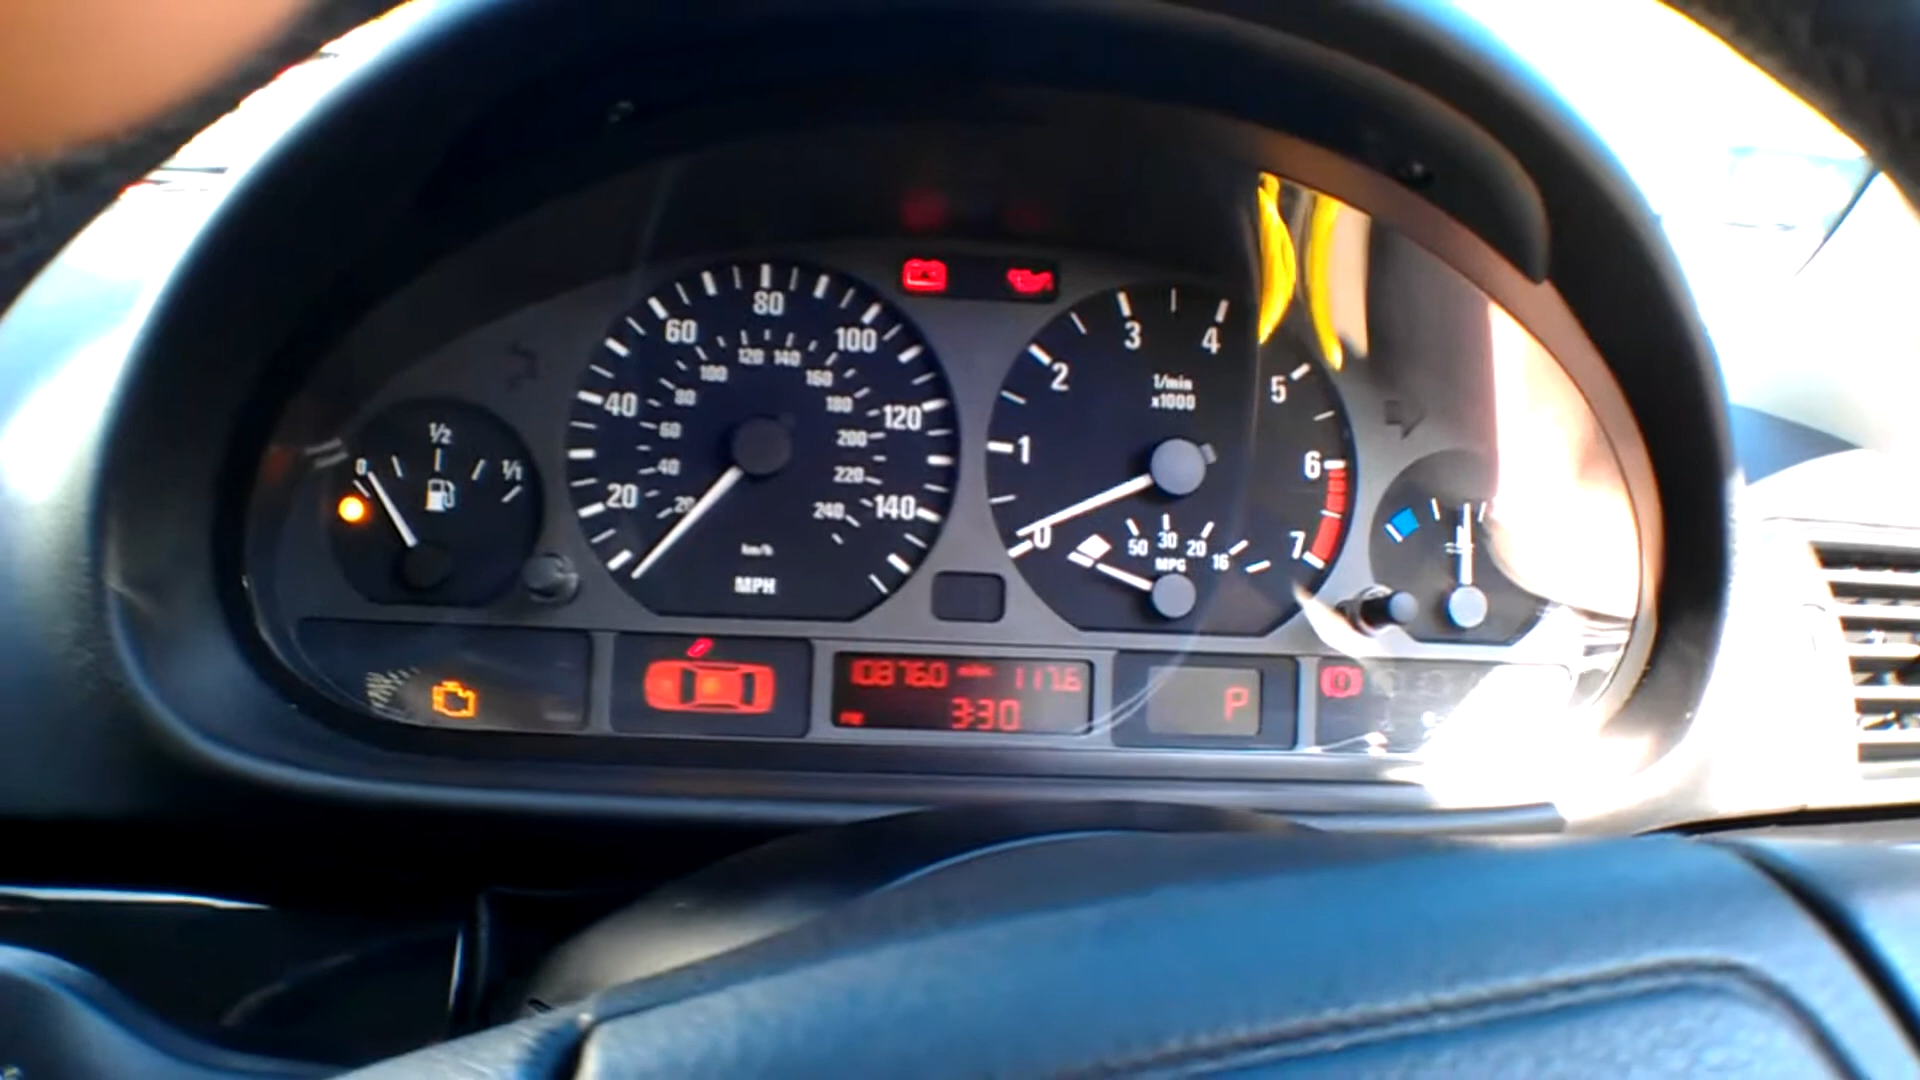 0 1/2 1/1
20 40 60 80 100 120 140
20 40 60 80 100 120 140 160 180 200 220 240
km/h
MPH
0 1 2 3 4 5 6 7
1/min
x1000
50 30 20 16
MPG
108760 117.6
3:30
P